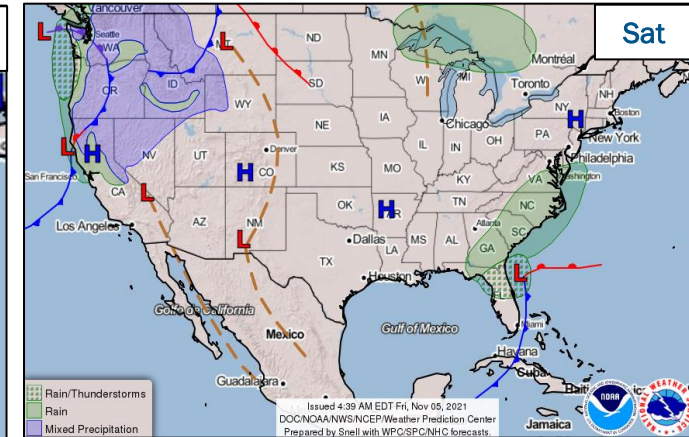 Sat
Vancouver
Seattle
WA
MT
ND
MN
Montréal
OR
ID
SD
WI
MI
Toronto
NY
NH
Boston
WY
NE
IA
Chicago
PA
New York
NV
UT
Denver
CO
IL
IN
OH
Philadelphia
Washington
San Francisco
CA
KS
MO
KY
VA
Los Angeles
AZ
NM
OK
AR
TN
NC
Atlanta
SC
Dallas
LA
MS
AL
GA
TX
Houston
FL
Golfo de California
Mexico
Gulf of Mexico
Miami
Havana
Cuba
Guadalajara
Jamaica
L
L
H
L
L
L
H
H
H
L
Rain/Thunderstorms
Rain
Mixed Precipitation
Issued 4:39 AM EDT Fri, Nov 05, 2021
DOC/NOAA/NWS/NCEP/Weather Prediction Center
Prepared by Snell with WPC/SPC/NHC forecasts.
NOAA